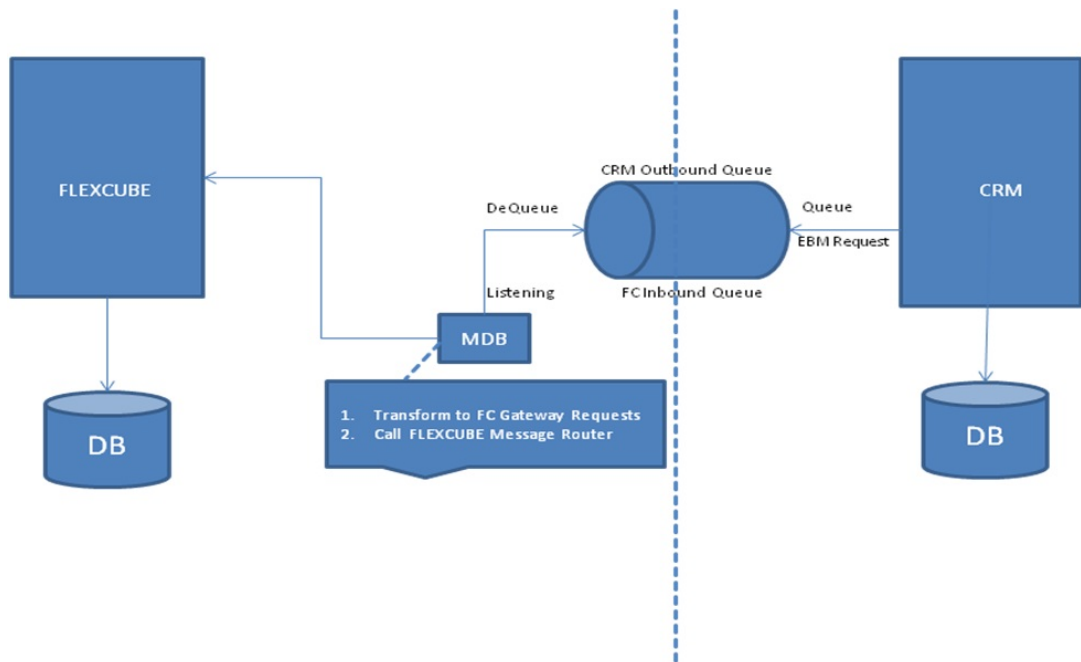 FLEXCUBE
DB
DeQueue
Listening
MDB
1. Transform to FC Gateway Requests
2. Call FLEXCUBE Message Router
CRM Outbound Queue
FC Inbound Queue
Queue
EBM Request
CRM
DB